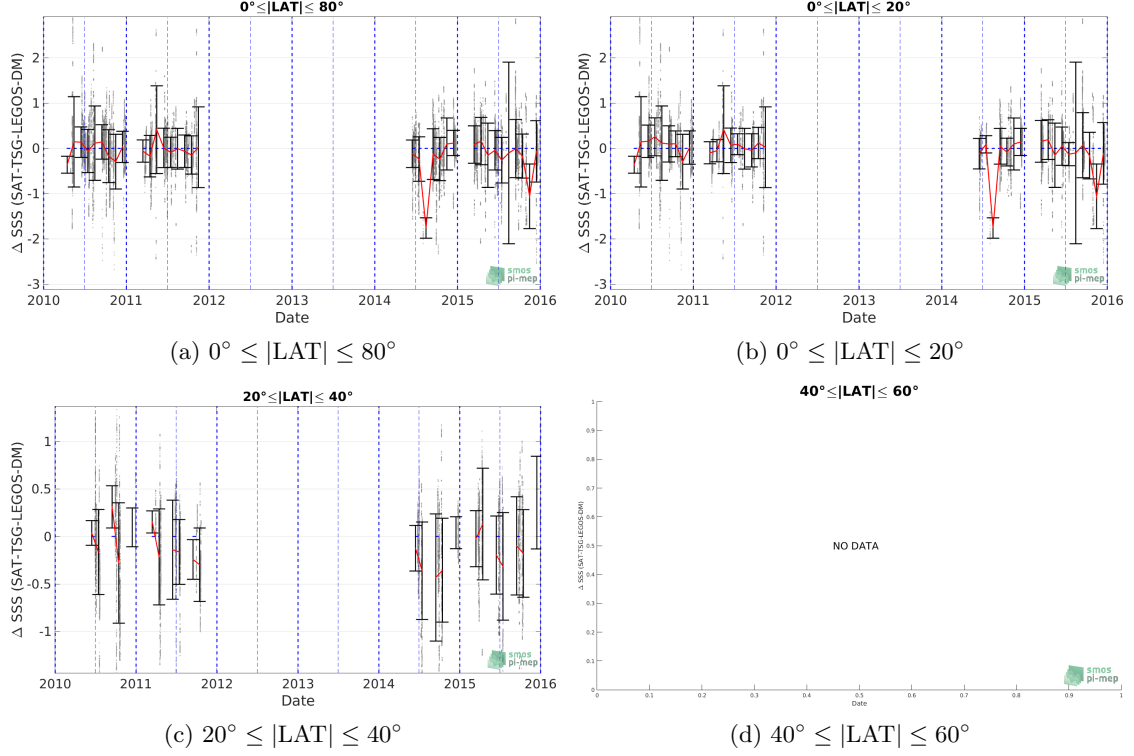 0°≤|LAT|≤ 80°
Δ SSS (SAT-TSG-LEGOS-DM)
2
1
0
-1
-2
-3
2010 2011 2012 2013 2014 2015 2016
Date
smos
pi-mep
(a) 0° ≤ |LAT| ≤ 80°
0°≤|LAT|≤ 20°
Δ SSS (SAT-TSG-LEGOS-DM)
2
1
0
-1
-2
-3
2010 2011 2012 2013 2014 2015 2016
Date
smos
pi-mep
(b) 0° ≤ |LAT| ≤ 20°
20°≤|LAT|≤ 40°
Δ SSS (SAT-TSG-LEGOS-DM)
1
0.5
0
-0.5
-1
2010 2011 2012 2013 2014 2015 2016
Date
smos
pi-mep
(c) 20° ≤ |LAT| ≤ 40°
40°≤|LAT|≤ 60°
Δ SSS (SAT-TSG-LEGOS-DM)
1
0.9
0.8
0.7
0.6
0.5
0.4
0.3
0.2
0.1
0
NO DATA
0 0.1 0.2 0.3 0.4 0.5 0.6 0.7 0.8 0.9 1
Date
smos
pi-mep
(d) 40° ≤ |LAT| ≤ 60°